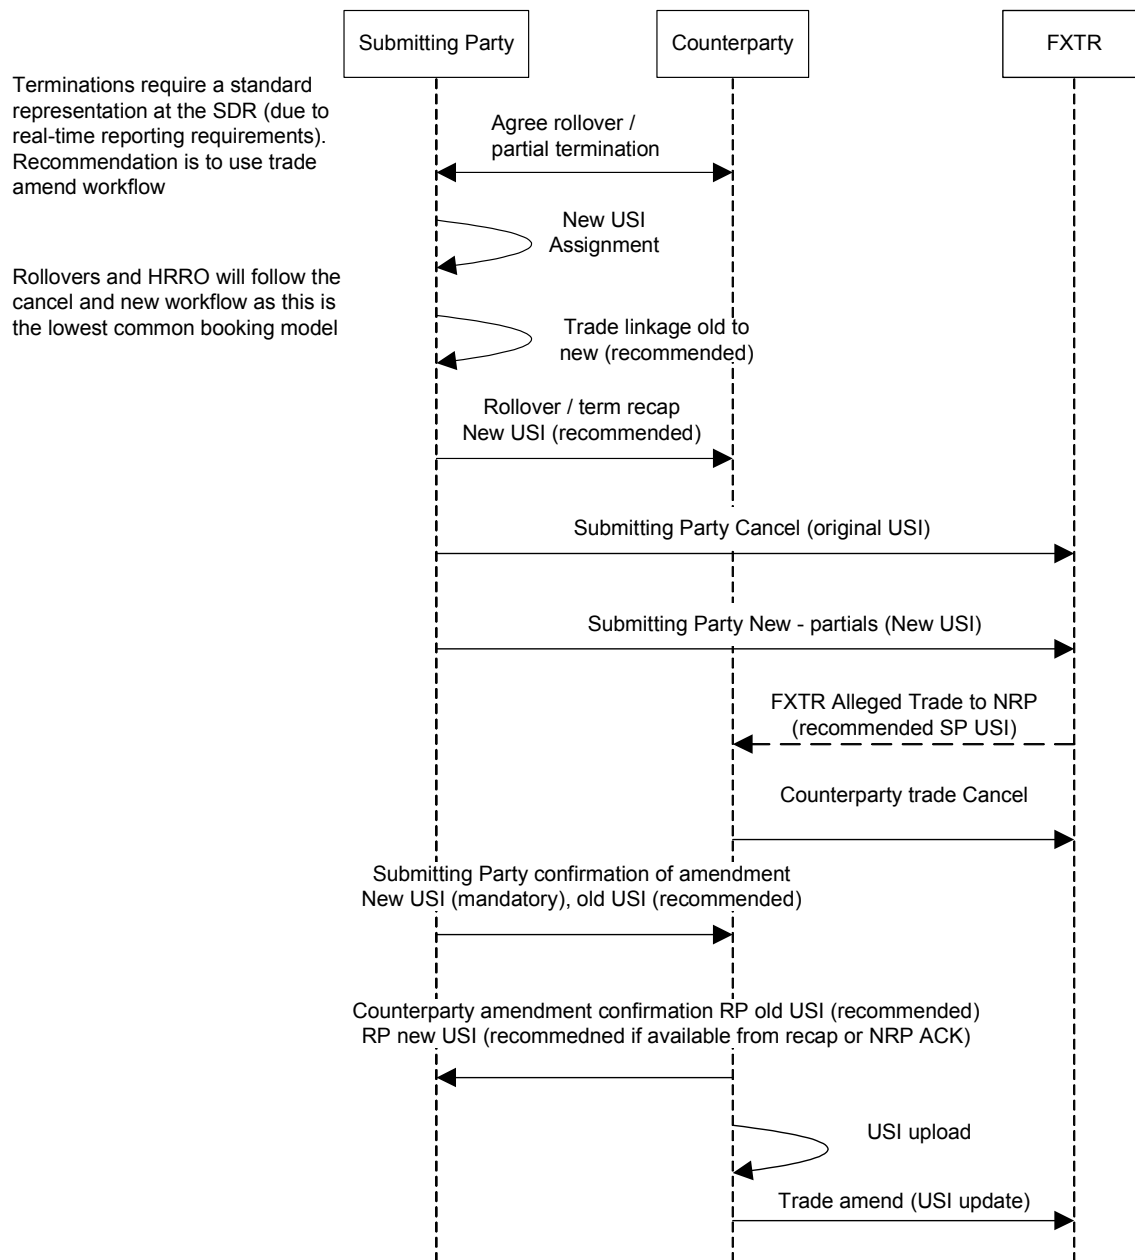 Submitting Party
Counterparty
FXTR
Terminations require a standard
representation at the SDR (due to
real-time reporting requirements).
Recommendation is to use trade
amend workflow
Agree rollover /
partial termination
New USI
Assignment
Rollovers and HRRO will follow the
cancel and new workflow as this is
the lowest common booking model
Trade linkage old to
new (recommended)
Rollover / term recap
New USI (recommended)
Submitting Party Cancel (original USI)
Submitting Party New - partials (New USI)
FXTR Alleged Trade to NRP
(recommended SP USI)
Counterparty trade Cancel
Submitting Party confirmation of amendment
New USI (mandatory), old USI (recommended)
Counterparty amendment confirmation RP old USI (recommended)
RP new USI (recommedned if available from recap or NRP ACK)
USI upload
Trade amend (USI update)